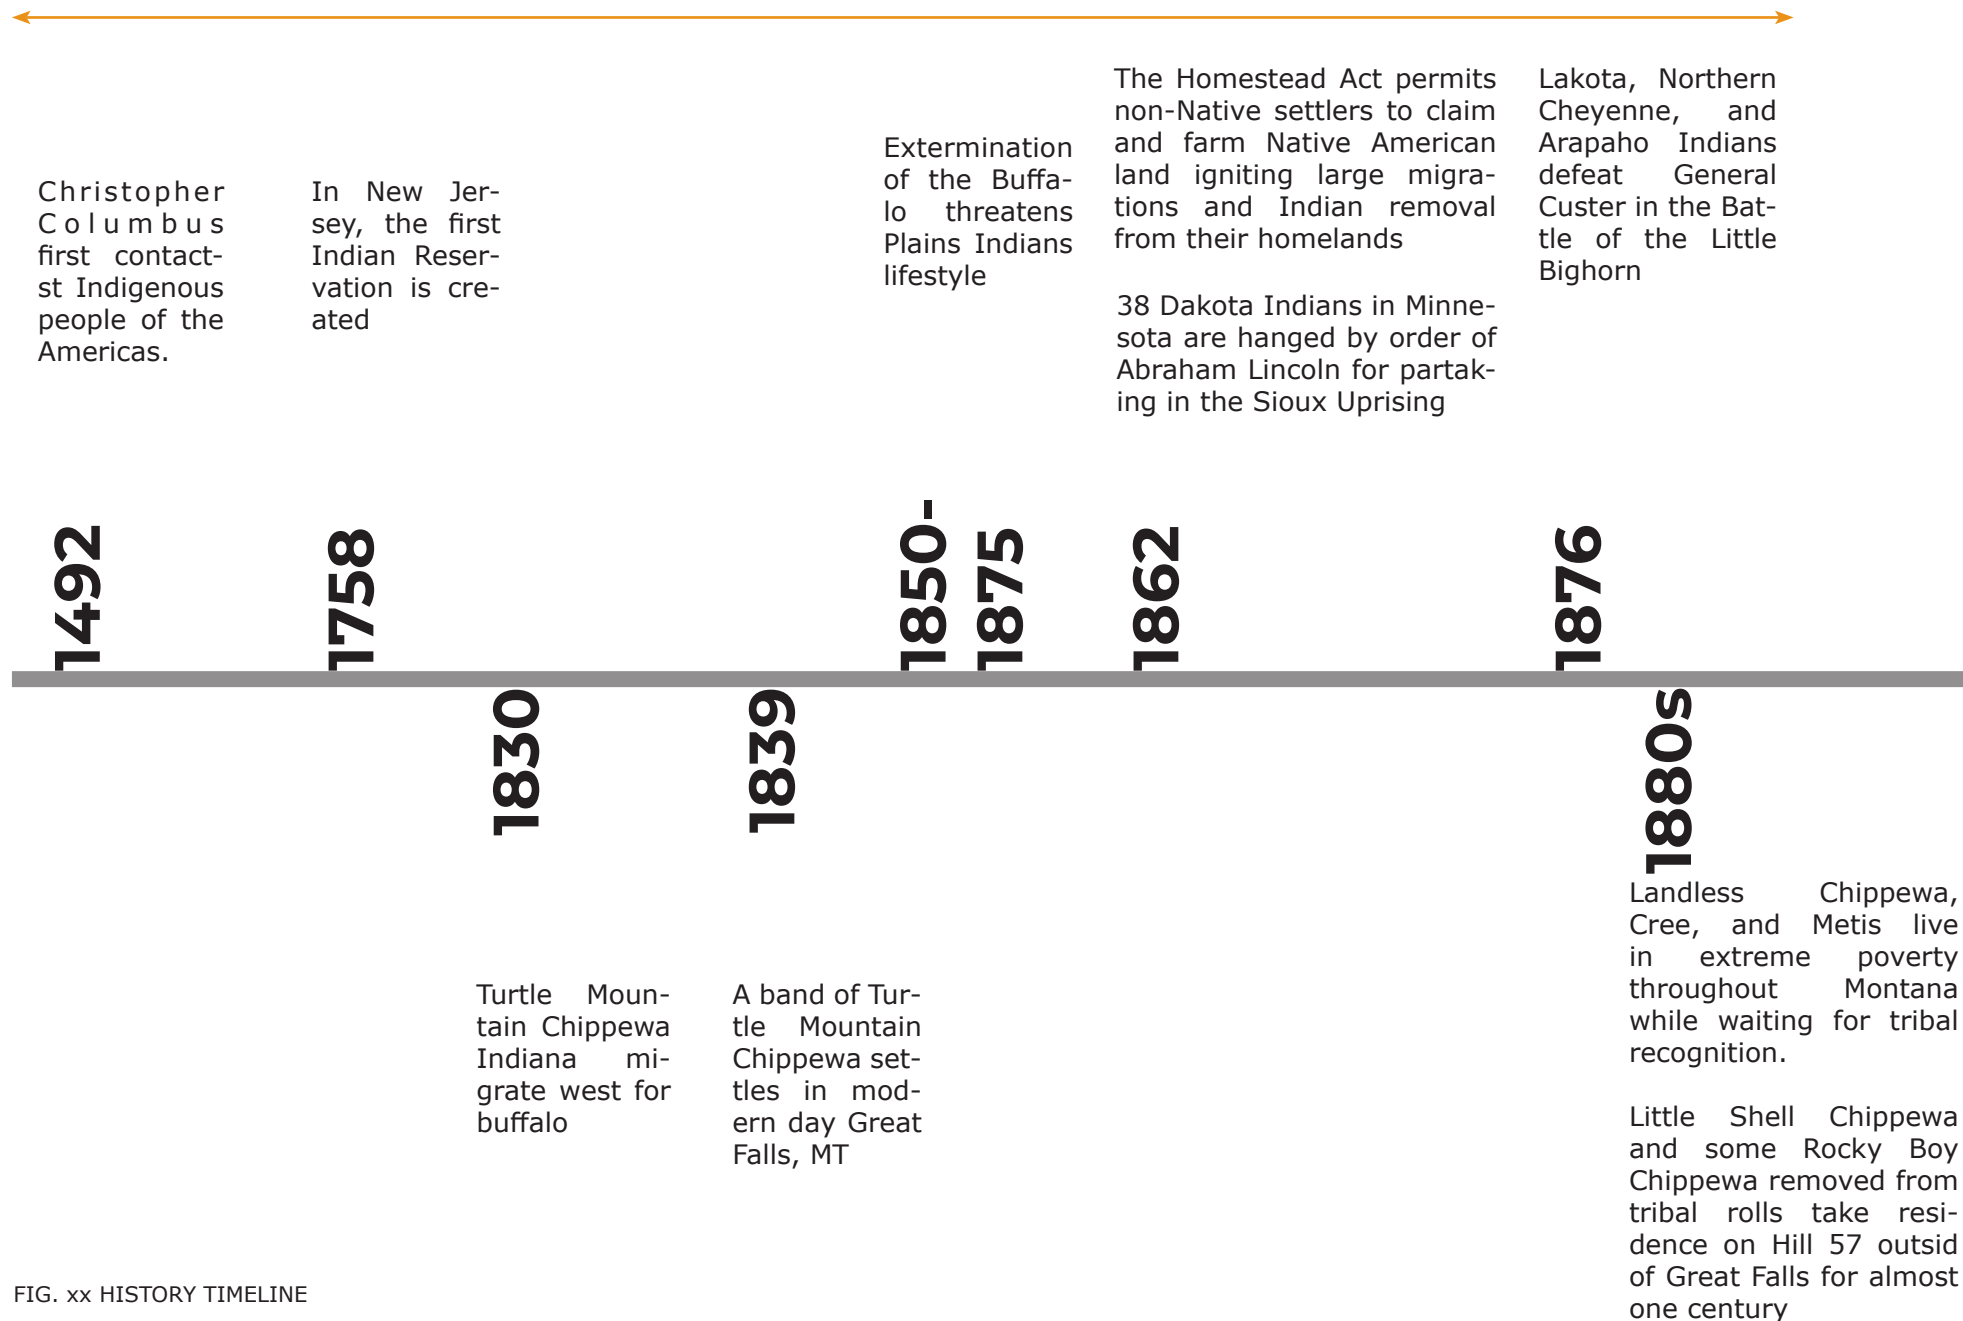 Christopher
Columbus
first contact-
st Indigenous
people of the
Americas.
In New Jer-
sey, the first
Indian Reser-
vation is cre-
ated
Extermination
of the Buffa-
lo threatens
Plains Indians
lifestyle
The Homestead Act permits
non-Native settlers to claim
and farm Native American
land igniting large migra-
tions and Indian removal
from their homelands
38 Dakota Indians in Minne-
sota are hanged by order of
Abraham Lincoln for partak-
ing in the Sioux Uprising
Lakota, Northern
Cheyenne, and
Arapaho Indians
defeat General
Custer in the Bat-
tle of the Little
Bighorn
1492
1758
1850-
1875
1862
1876
1830
1839
1880s
Turtle Moun-
tain Chippewa
Indiana mi-
grate west for
buffalo
A band of Tur-
tle Mountain
Chippewa set-
tles in mod-
ern day Great
Falls, MT
Landless Chippewa,
Cree, and Metis live
in extreme poverty
throughout Montana
while waiting for tribal
recognition.
Little Shell Chippewa
and some Rocky Boy
Chippewa removed from
tribal rolls take resi-
dence on Hill 57 outsid
of Great Falls for almost
one century
FIG. xx HISTORY TIMELINE